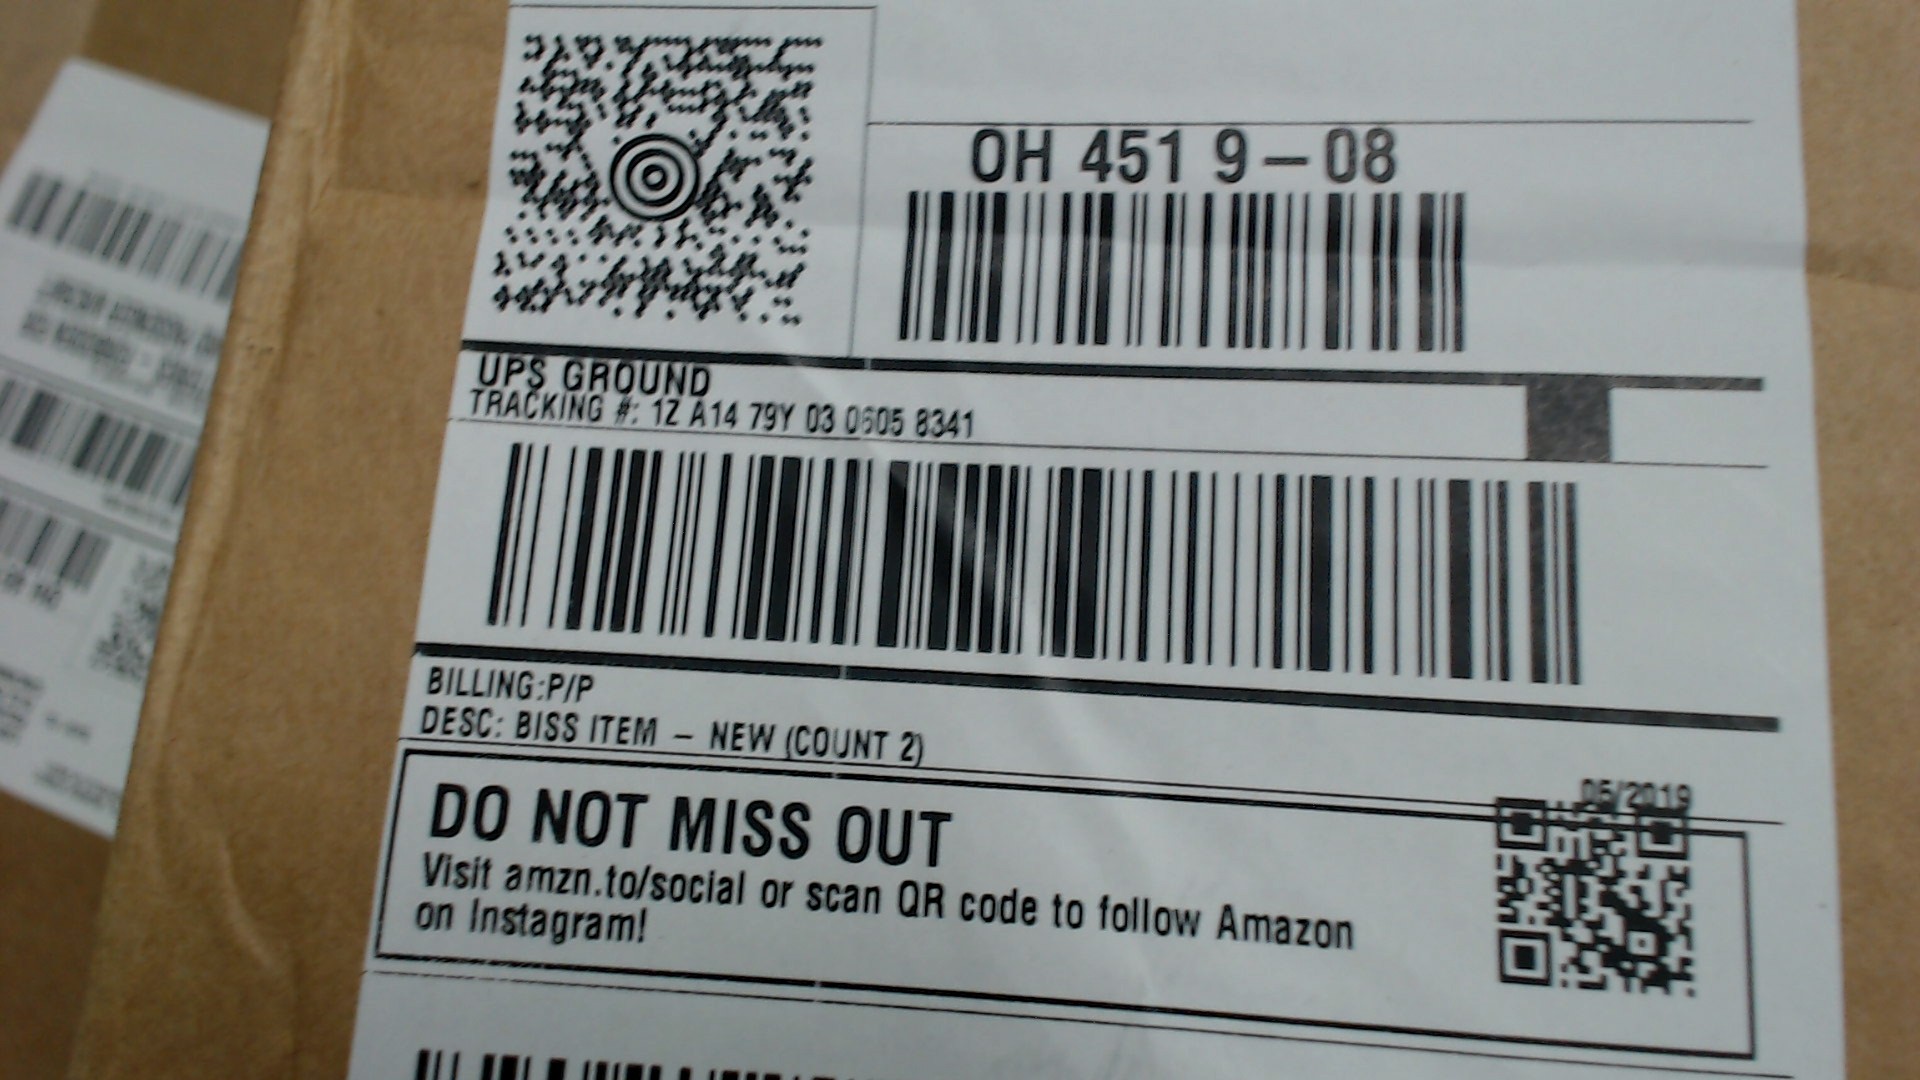 OH 451 9-08
UPS GROUND
TRACKING #: 1Z A14 79Y 03 0605 8341
BILLING:P/P
DESC: BISS ITEM - NEW (COUNT 2)
05/2019
DO NOT MISS OUT
Visit amzn.to/social or scan QR code to follow Amazon
on Instagram!